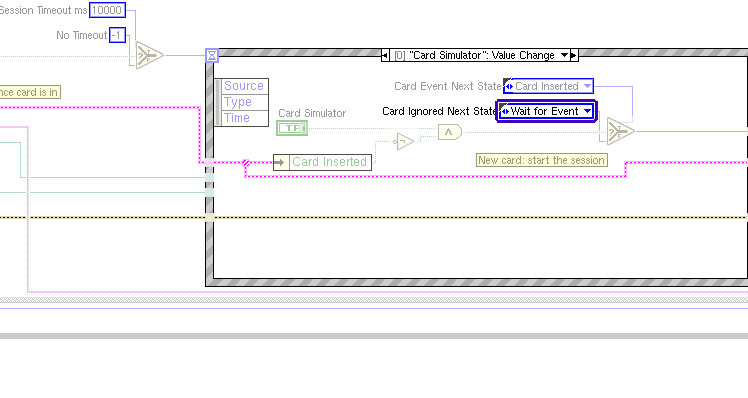 Session Timeout ms 10000
No Timeout -1
[0] "Card Simulator": Value Change
nce card is in
Source
Type
Time
Card Event Next State Card Inserted
Card Ignored Next State Wait for Event
Card Simulator
TF
Card Inserted
New card: start the session